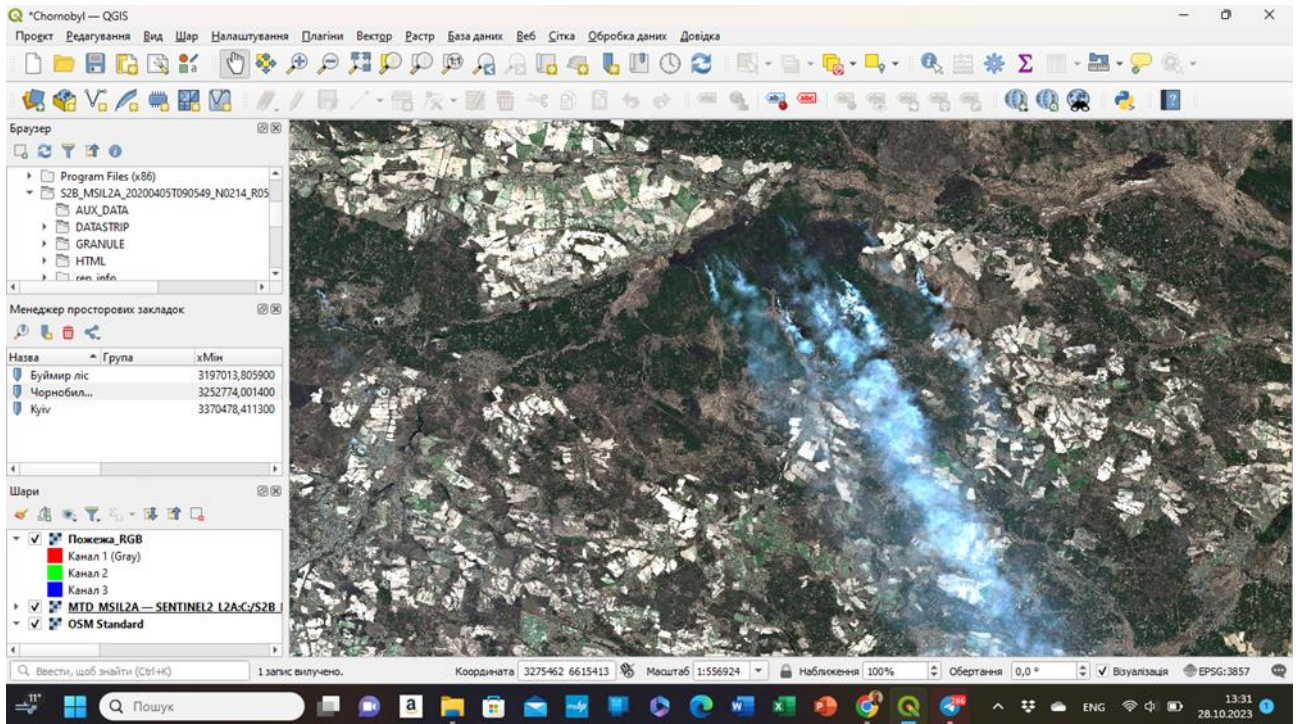 *Chornobyl — QGIS
Проєкт Редагування Вид Шар Налаштування Плагіни Вектор Растр База даних Веб Сітка Обробка даних Довідка
Браузер
Program Files (x86)
S2B_MSIL2A_20200405T090549_N0214_R05
AUX_DATA
DATASTRIP
GRANULE
HTML
rep_info
Менеджер просторових закладок
Назва Група xМін
Буймир ліс 3197013,805900
Чорнобил... 3252774,001400
Kyiv 3370478,411300
Шари
Пожежа_RGB
Канал 1 (Gray)
Канал 2
Канал 3
MTD_MSIL2A — SENTINEL2_L2A:C:/S2B
OSM Standard
Ввести, щоб знайти (Ctrl+K) 1 запис вилучено. Координата 3275462 6615413 Масштаб 1:556924 Наближення 100% Обертання 0,0 ° Візуалізація EPSG:3857
11° Пошук ENG 13:31
28.10.2023